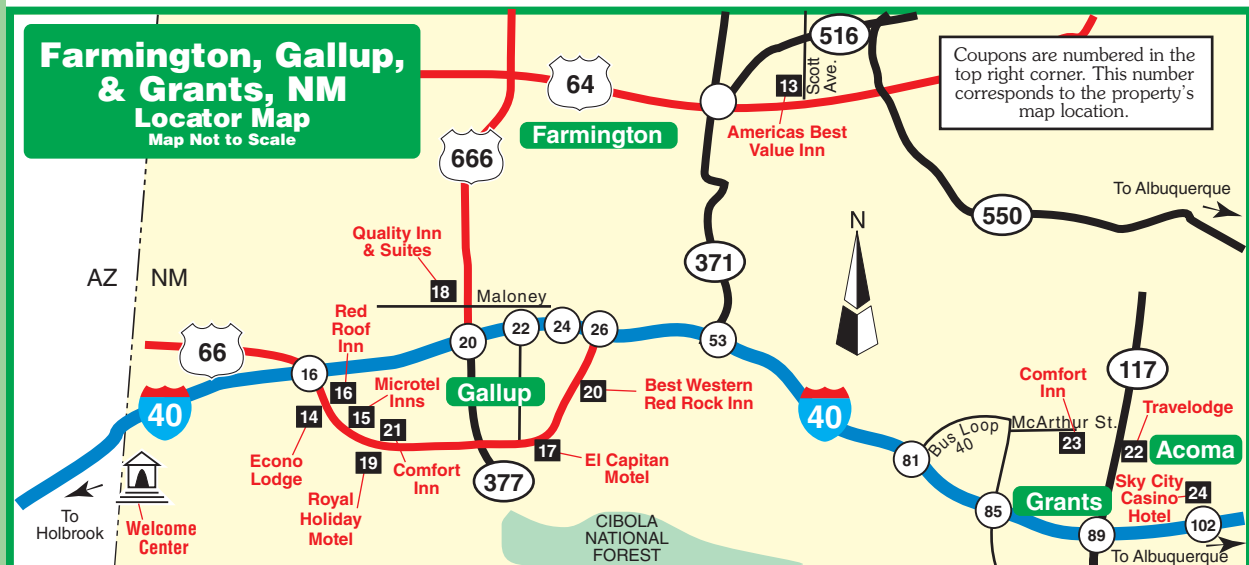 Farmington, Gallup,
& Grants, NM
Locator Map
Map Not to Scale
Coupons are numbered in the
top right corner. This number
corresponds to the property's
map location.
64
516
Scott
Ave.
13
Farmington
Americas Best
Value Inn
666
550
To Albuquerque
371
N
Quality Inn
& Suites
18
Maloney
AZ
NM
Red
Roof
Inn
66
16
20
22
24
26
53
16
Microtel
Inns
15
14
21
Gallup
20
Best Western
Red Rock Inn
40
40
Econo
Lodge
19
Royal
Holiday
Motel
Comfort
Inn
17
El Capitan
Motel
377
117
Comfort
Inn
McArthur St.
23
Travelodge
22
Acoma
Bus Loop
40
81
85
Grants
89
Sky City
Casino
Hotel
24
102
To Albuquerque
To
Holbrook
Welcome
Center
CIBOLA
NATIONAL
FOREST